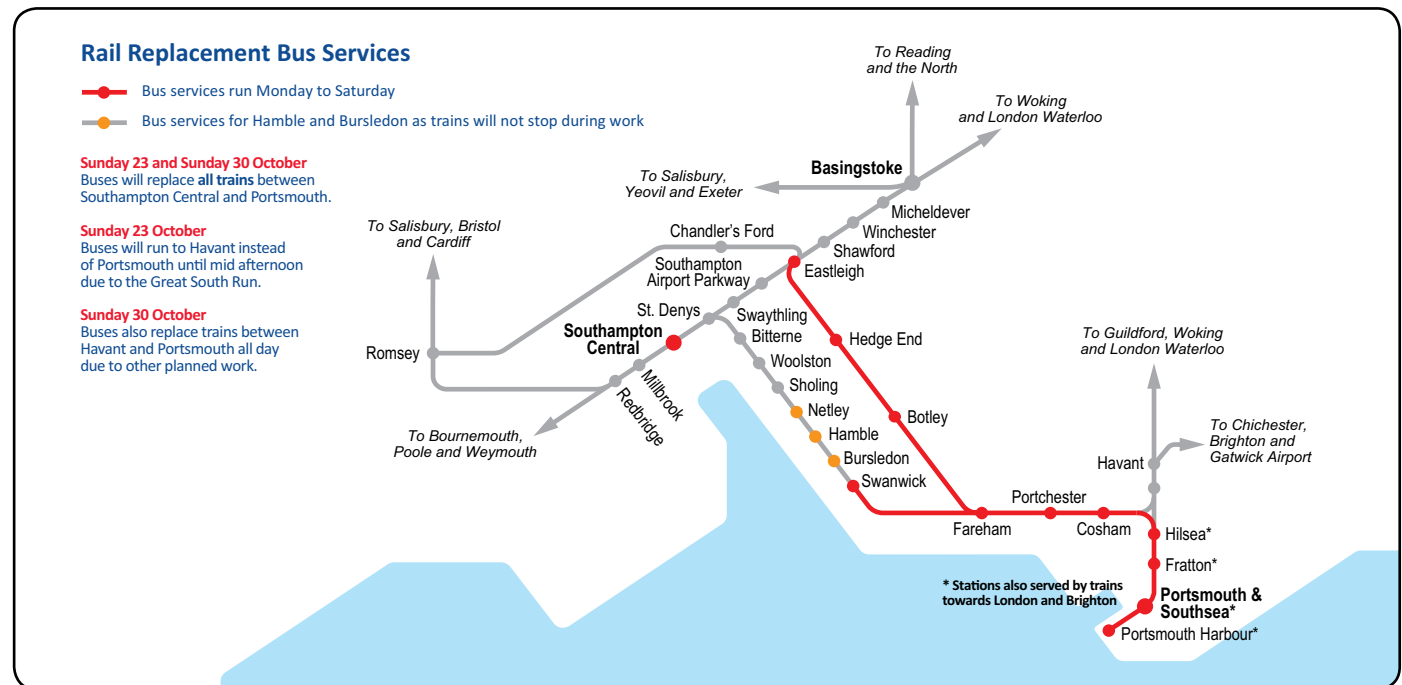 Rail Replacement Bus Services
Bus services run Monday to Saturday
Bus services for Hamble and Bursledon as trains will not stop during work
Sunday 23 and Sunday 30 October
Buses will replace all trains between
Southampton Central and Portsmouth.
Sunday 23 October
Buses will run to Havant instead
of Portsmouth until mid afternoon
due to the Great South Run.
Sunday 30 October
Buses also replace trains between
Havant and Portsmouth all day
due to other planned work.
To Reading
and the North
To Woking
and London Waterloo
Basingstoke
To Salisbury,
Yeovil and Exeter
Micheldever
Winchester
Shawford
To Salisbury, Bristol
and Cardiff
Chandler's Ford
Eastleigh
Southampton
Airport Parkway
St. Denys
Swaythling
Southampton
Central
Bitterne
Hedge End
Romsey
Woolston
Sholing
Millbrook
Redbridge
Netley
Botley
To Bournemouth,
Poole and Weymouth
Hamble
Bursledon
Swanwick
To Guildford, Woking
and London Waterloo
To Chichester,
Brighton and
Gatwick Airport
Havant
Portchester
Fareham
Cosham
Hilsea*
Fratton*
* Stations also served by trains
towards London and Brighton
Portsmouth &
Southsea*
Portsmouth Harbour*